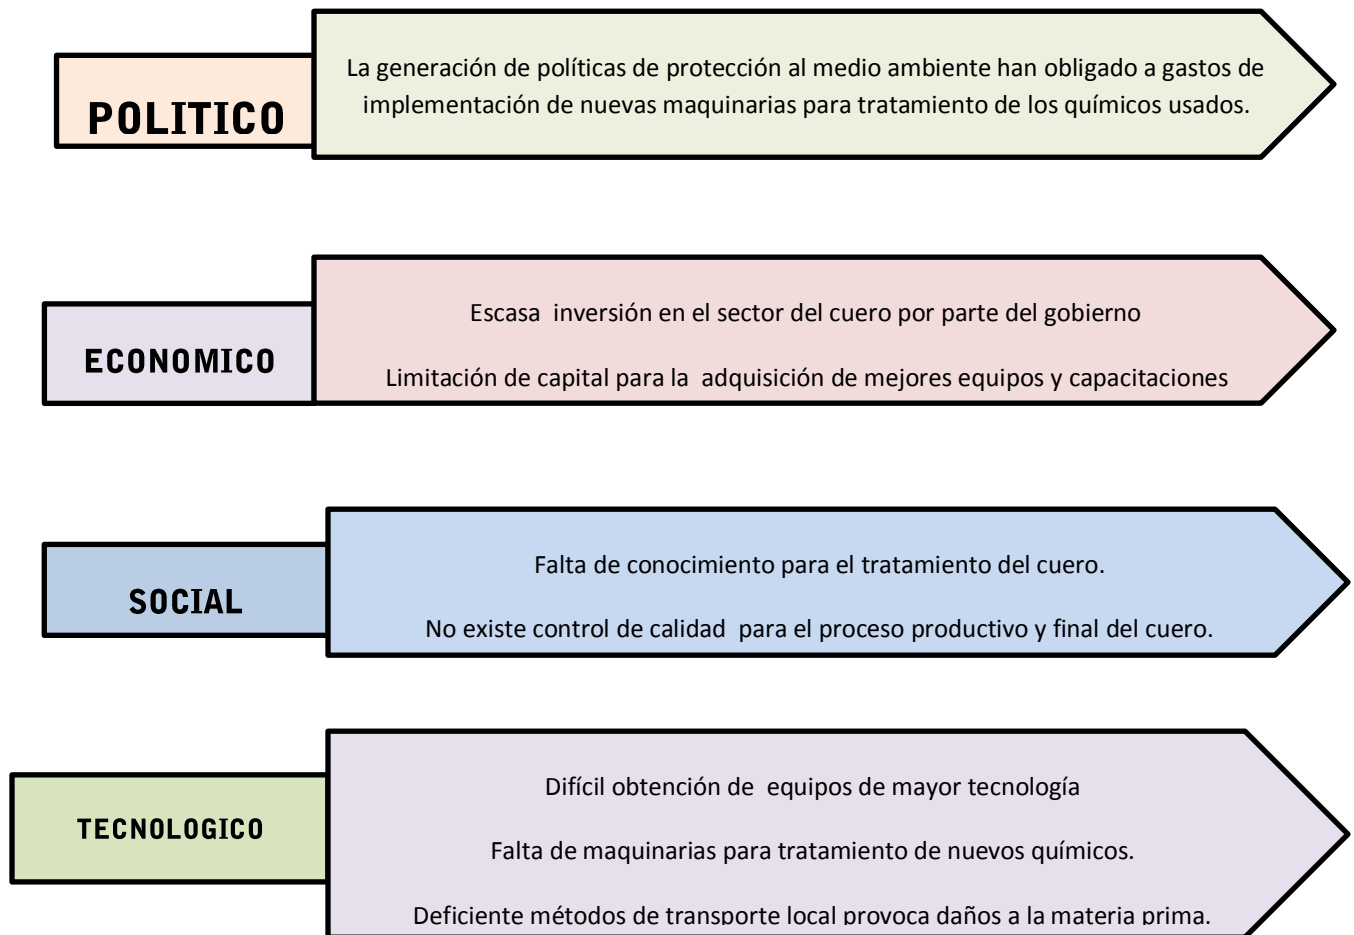 POLITICO
La generación de políticas de protección al medio ambiente han obligado a gastos de
implementación de nuevas maquinarias para tratamiento de los químicos usados.
ECONOMICO
Escasa inversión en el sector del cuero por parte del gobierno
Limitación de capital para la adquisición de mejores equipos y capacitaciones
SOCIAL
Falta de conocimiento para el tratamiento del cuero.
No existe control de calidad para el proceso productivo y final del cuero.
TECNOLOGICO
Difícil obtención de equipos de mayor tecnología
Falta de maquinarias para tratamiento de nuevos químicos.
Deficiente métodos de transporte local provoca daños a la materia prima.